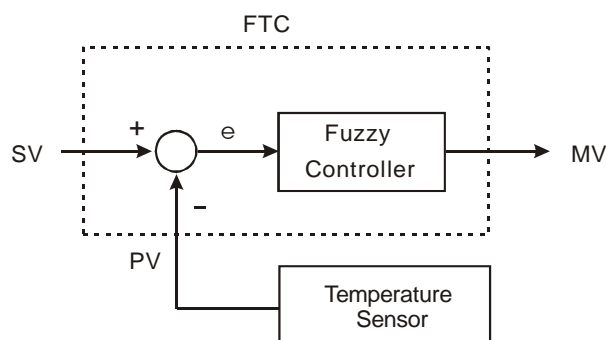 FTC
+
e
Fuzzy
Controller
SV
MV
-
PV
Temperature
Sensor